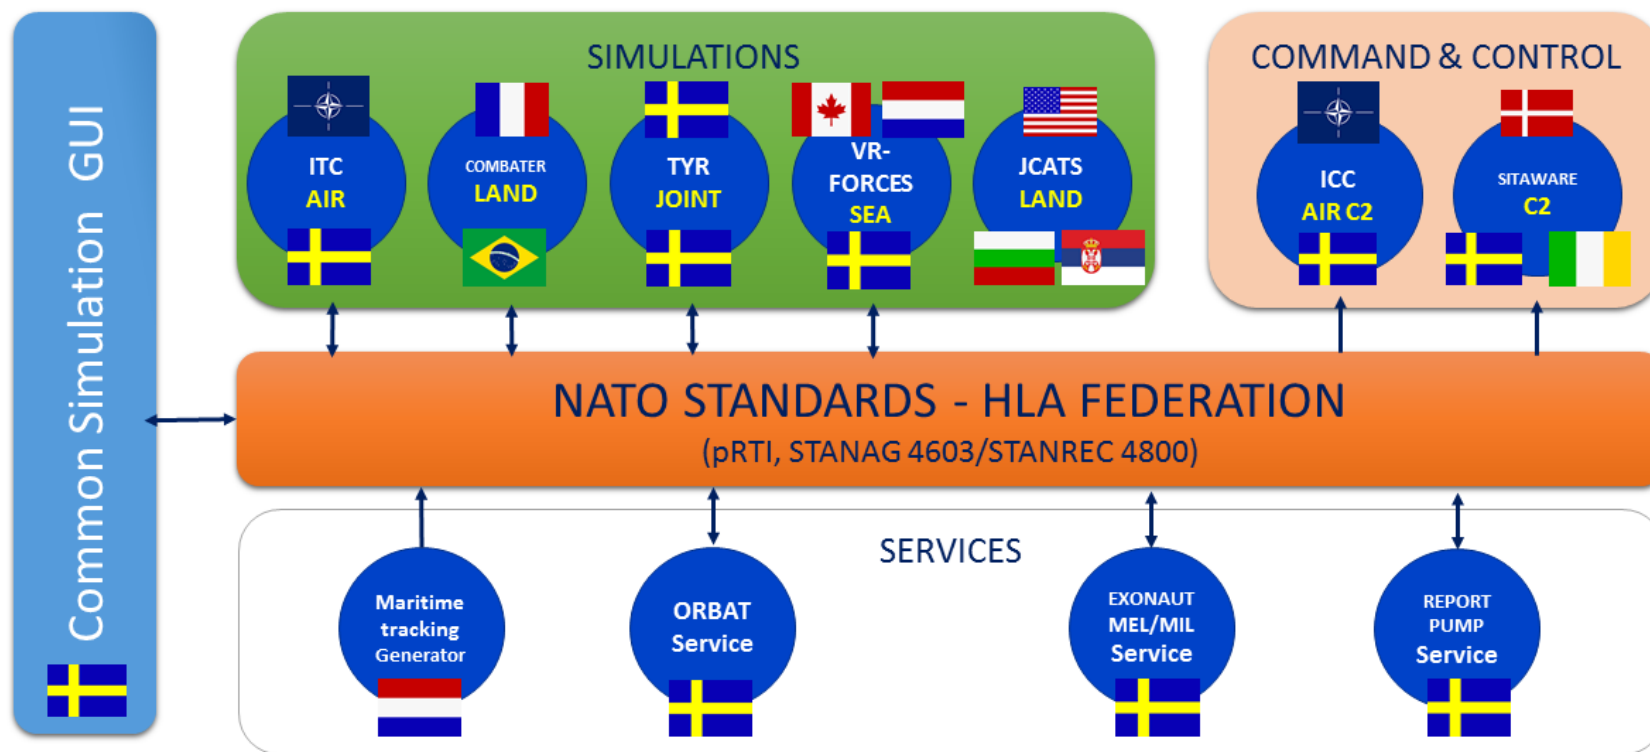 Common Simulation GUI
SIMULATIONS
ITC
AIR
COMBATER
LAND
TYR
JOINT
VR-
FORCES
SEA
JCATS
LAND
COMMAND & CONTROL
ICC
AIR C2
SITAWARE
C2
NATO STANDARDS - HLA FEDERATION
(pRTI, STANAG 4603/STANREC 4800)
SERVICES
Maritime
tracking
Generator
ORBAT
Service
EXONAUT
MEL/MIL
Service
REPORT
PUMP
Service